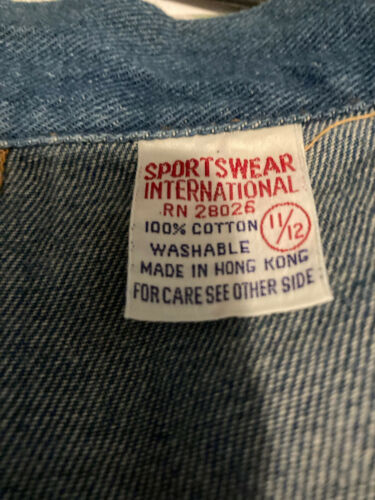 SPORTSWEAR
INTERNATIONAL
RN 28026
100% COTTON
11/12
WASHABLE
MADE IN HONG KONG
FOR CARE SEE OTHER SIDE